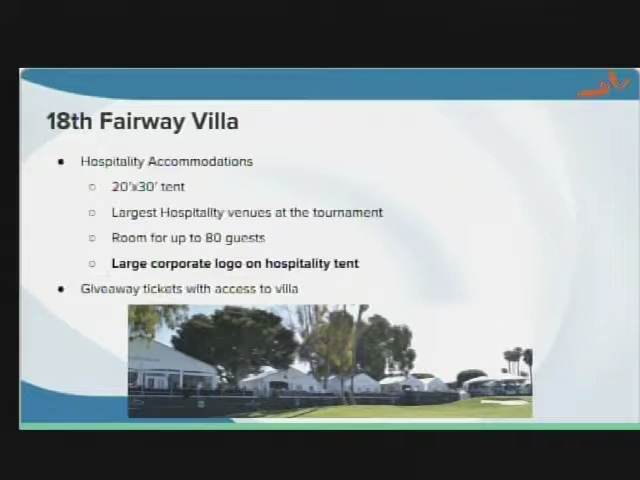 18th Fairway Villa
● Hospitality Accommodations
○ 20'x30' tent
○ Largest Hospitality venues at the tournament
○ Room for up to 80 guests
○ Large corporate logo on hospitality tent
● Giveaway tickets with access to villa